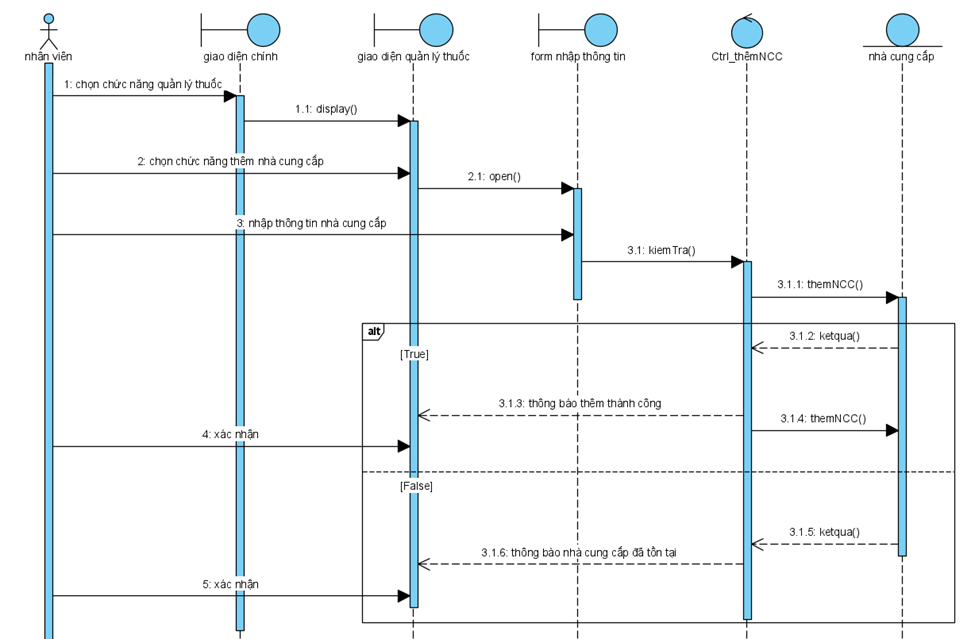 nhân viên
giao diện chính
giao diện quản lý thuốc
form nhập thông tin
Ctrl_thêmNCC
nhà cung cấp
1: chọn chức năng quản lý thuốc
1.1: display()
2: chọn chức năng thêm nhà cung cấp
2.1: open()
3: nhập thông tin nhà cung cấp
3.1: kiemTra()
3.1.1: themNCC()
alt
3.1.2: ketqua()
[True]
3.1.3: thông báo thêm thành công
3.1.4: themNCC()
4: xác nhận
[False]
3.1.5: ketqua()
3.1.6: thông báo nhà cung cấp đã tồn tại
5: xác nhận